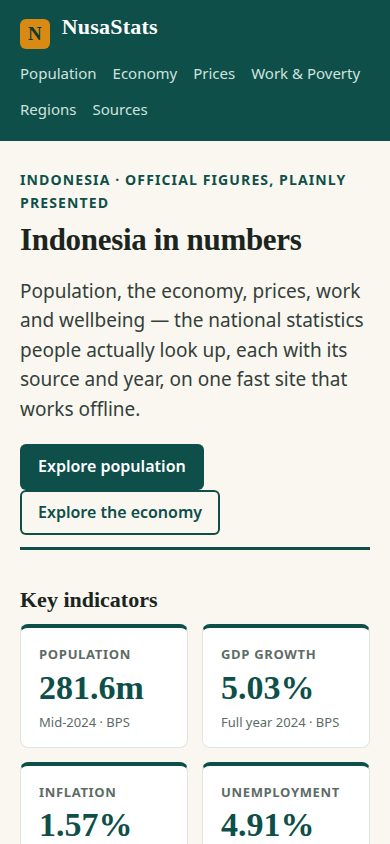 N NusaStats
Population Economy Prices Work & Poverty
Regions Sources
INDONESIA · OFFICIAL FIGURES, PLAINLY
PRESENTED
Indonesia in numbers
Population, the economy, prices, work
and wellbeing — the national statistics
people actually look up, each with its
source and year, on one fast site that
works offline.
Explore population
Explore the economy
Key indicators
POPULATION
281.6m
Mid-2024 · BPS
GDP GROWTH
5.03%
Full year 2024 · BPS
INFLATION
1.57%
UNEMPLOYMENT
4.91%